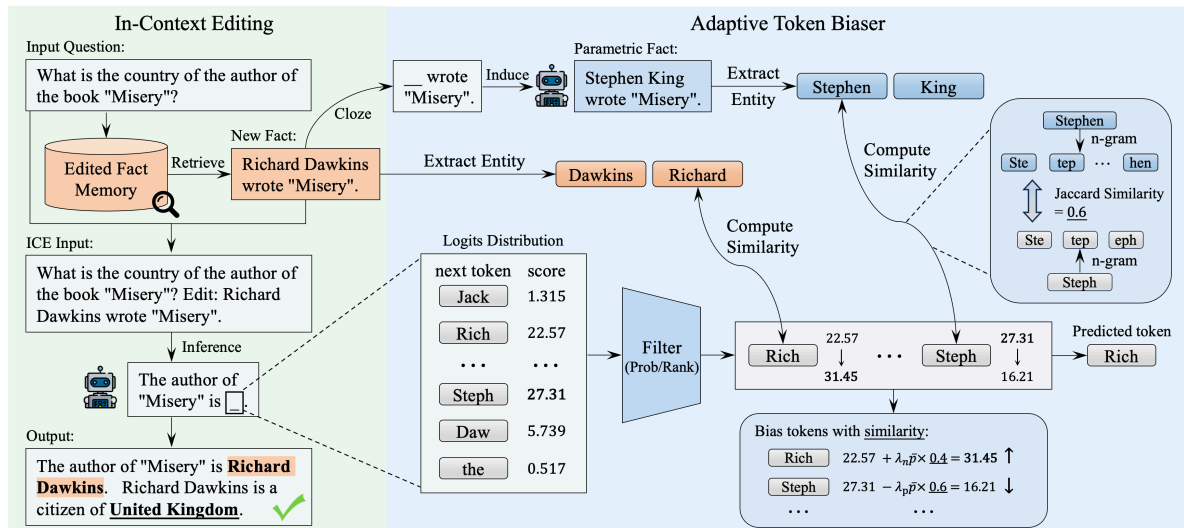 In-Context Editing
Input Question:
What is the country of the author of
the book "Misery"?
Edited Fact
Memory
Retrieve
New Fact:
Richard Dawkins
wrote "Misery".
ICE Input:
What is the country of the author of
the book "Misery"? Edit: Richard
Dawkins wrote "Misery".
Inference
The author of
"Misery" is _.
Output:
The author of "Misery" is Richard
Dawkins. Richard Dawkins is a
citizen of United Kingdom.
Adaptive Token Biaser
Cloze
__ wrote
"Misery".
Induce
Parametric Fact:
Stephen King
wrote "Misery".
Extract
Entity
Stephen
King
Extract Entity
Dawkins
Richard
Compute
Similarity
Compute
Similarity
Stephen
n-gram
Ste
tep
...
hen
Jaccard Similarity
= 0.6
Ste
tep
eph
n-gram
Steph
Logits Distribution
next token score
Jack 1.315
Rich 22.57
... ...
Steph 27.31
Daw 5.739
the 0.517
Filter
(Prob/Rank)
Rich
22.57
↓
31.45
...
Steph
27.31
↓
16.21
Predicted token
Rich
Bias tokens with similarity:
Rich 22.57 + λₙp̄ × 0.4 = 31.45 ↑
Steph 27.31 − λₚp̄ × 0.6 = 16.21 ↓
... ...